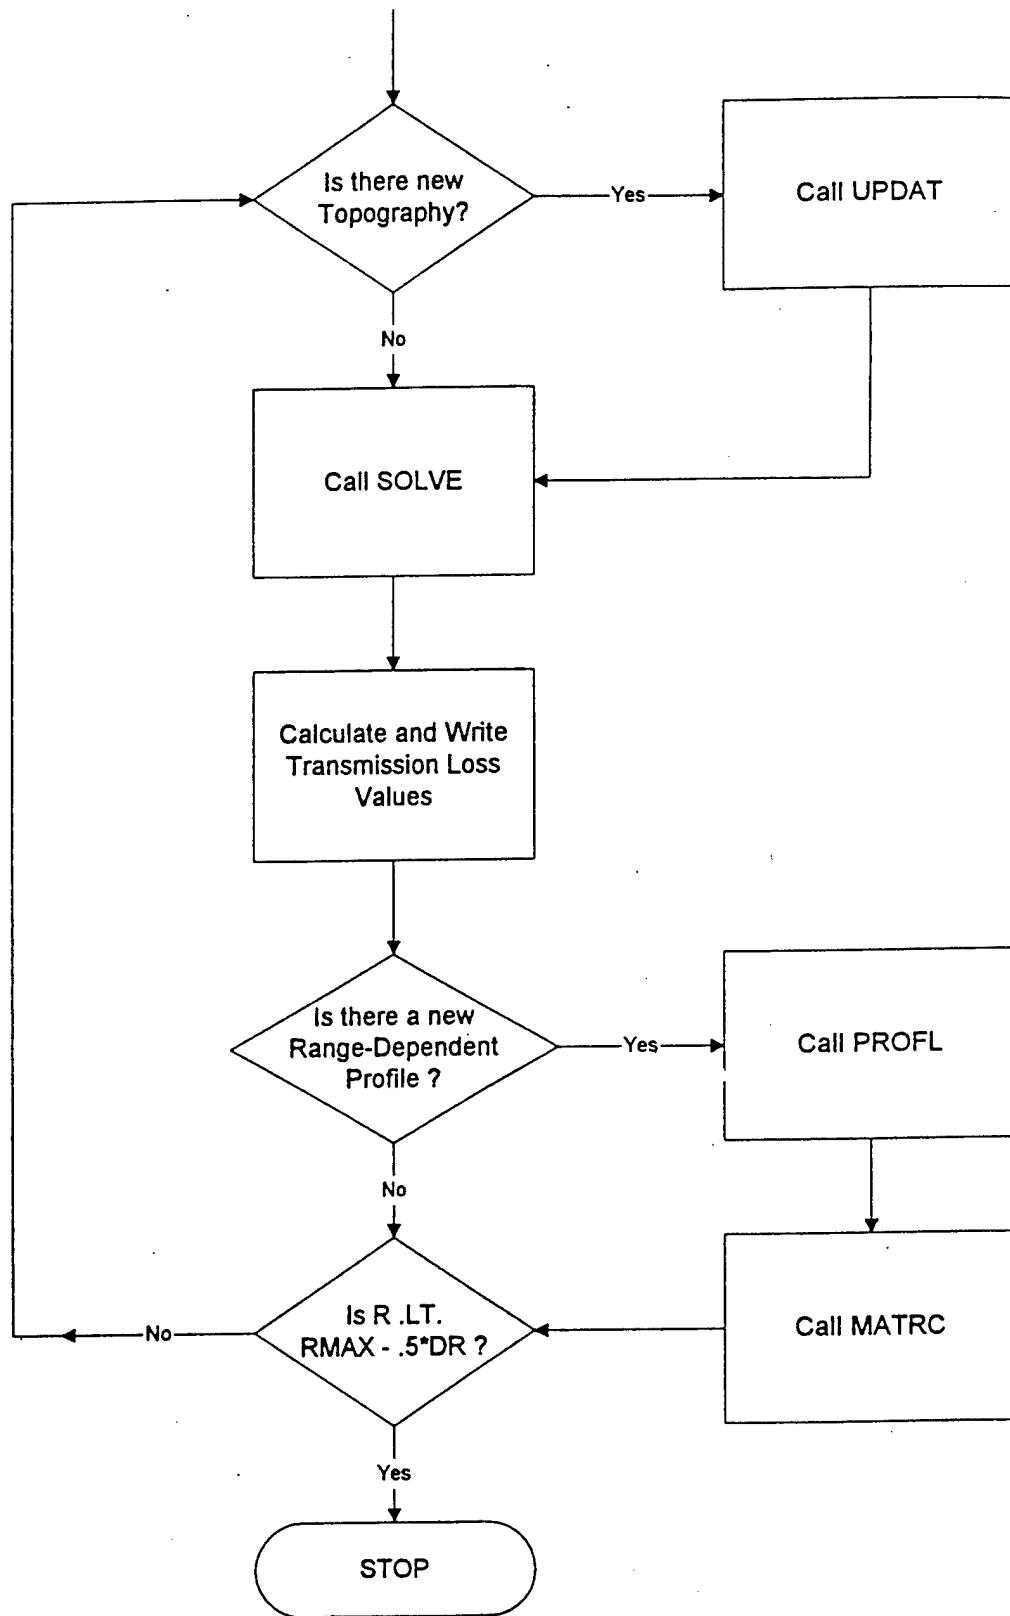 Is there new
Topography?
Yes
Call UPDAT
No
Call SOLVE
Calculate and Write
Transmission Loss
Values
Is there a new
Range-Dependent
Profile ?
Yes
Call PROFL
No
Is R .LT.
RMAX - .5*DR ?
No
Call MATRC
Yes
STOP